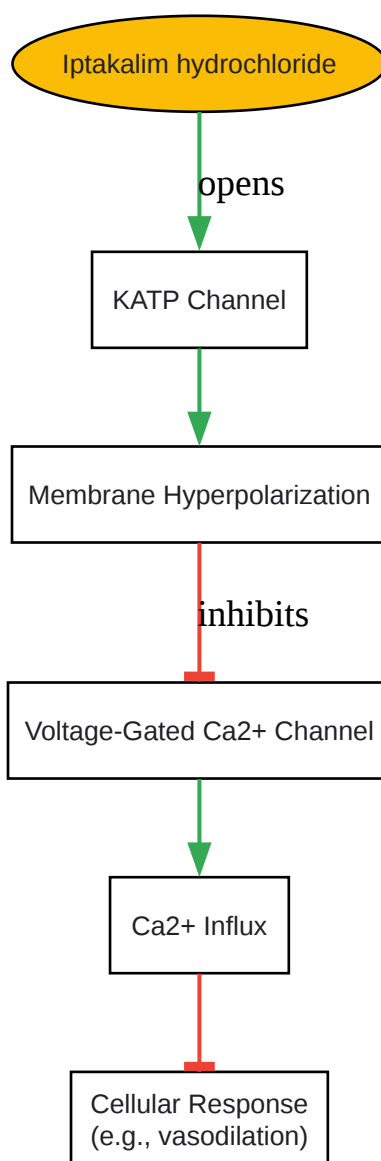 Iptakalim hydrochloride
opens
KATP Channel
Membrane Hyperpolarization
inhibits
Voltage-Gated Ca2+ Channel
Ca2+ Influx
Cellular Response
(e.g., vasodilation)